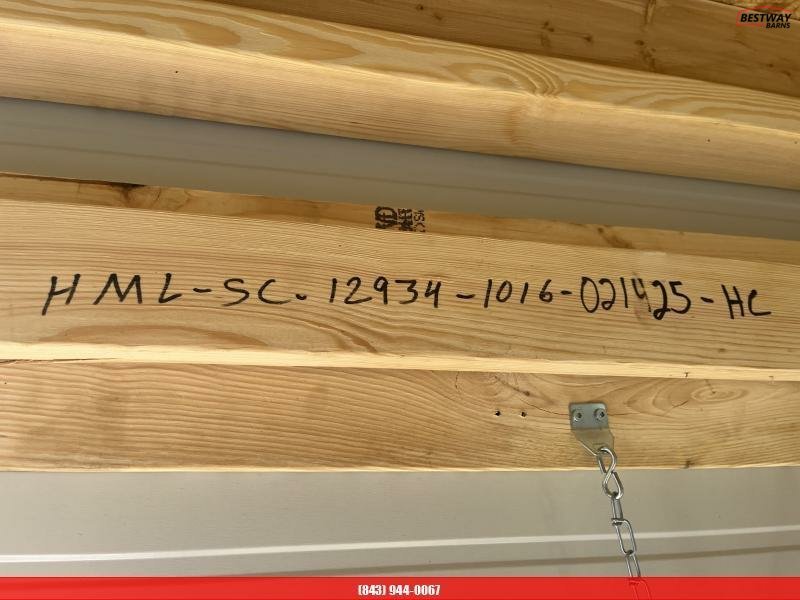 BESTWAY
BARNS
HML-SC-12934-1016-021425-HC
(843) 944-0067